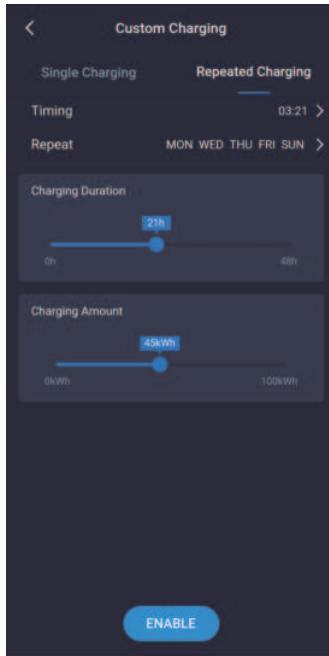 Custom Charging
Single Charging Repeated Charging
Timing 03:21
Repeat MON WED THU FRI SUN
Charging Duration
21h
0h 48h
Charging Amount
45kWh
0kWh 100kWh
ENABLE